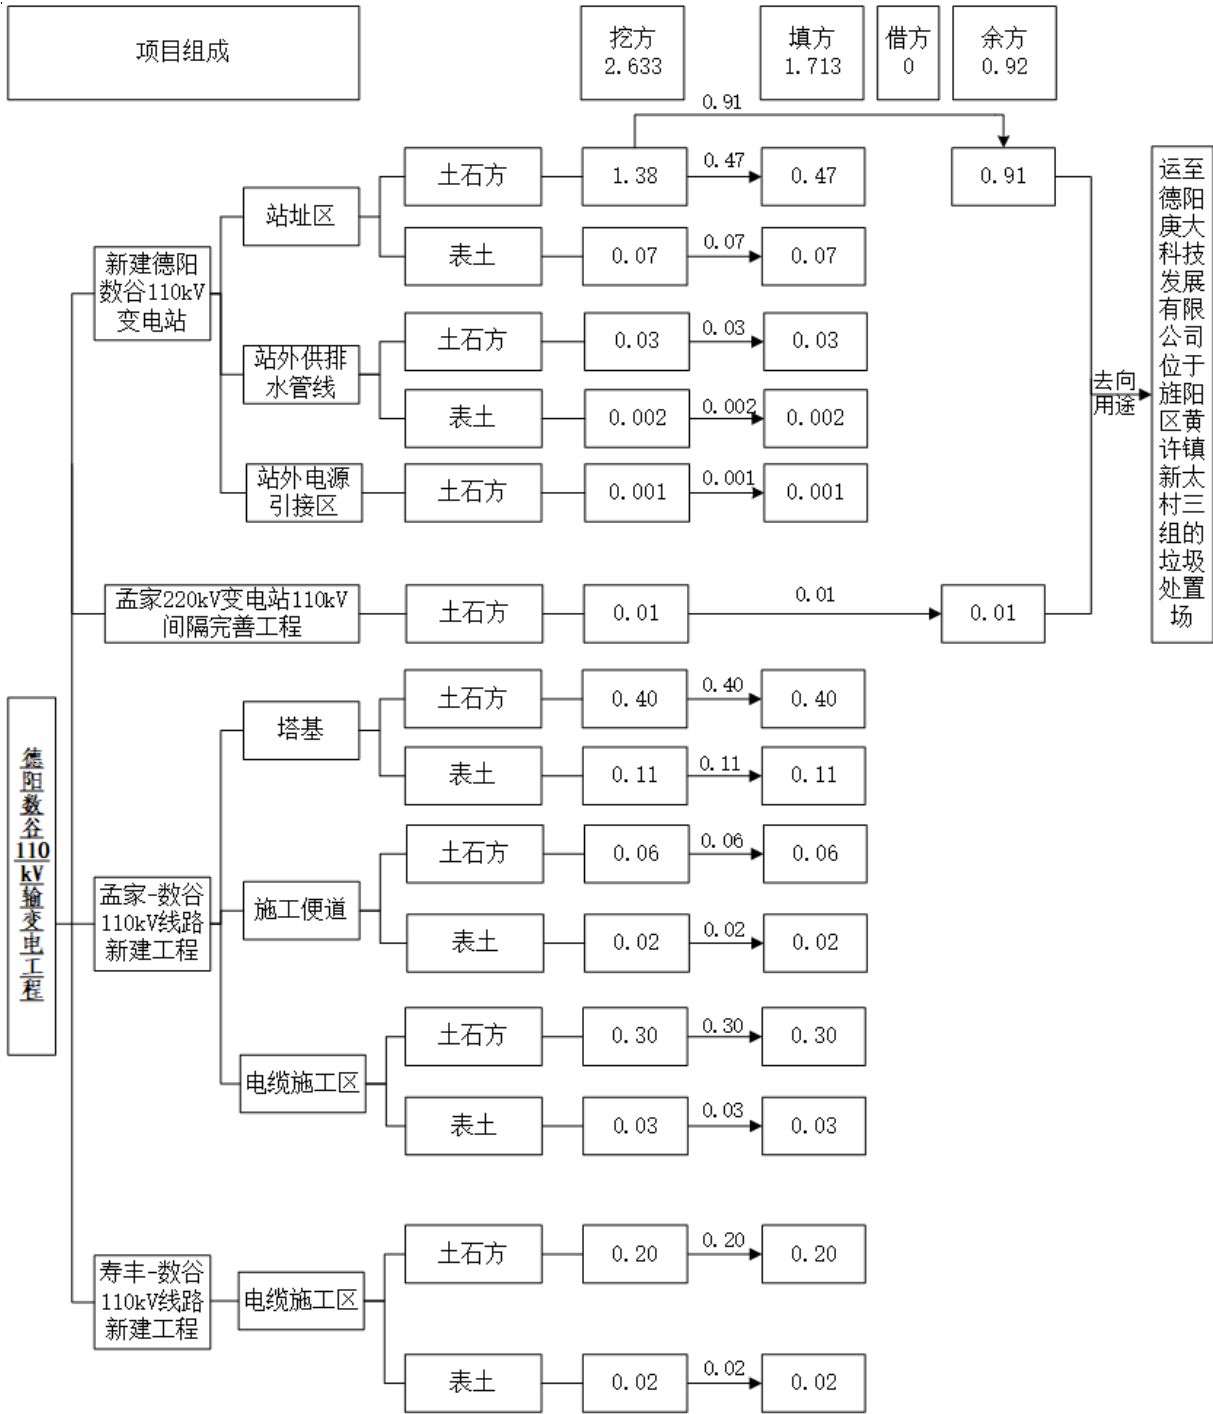 项目组成
挖方
2.633
填方
1.713
借方
0
余方
0.92
0.91
土石方
1.38
0.47
0.47
0.91
站址区
表土
0.07
0.07
0.07
新建德阳
数谷110kV
变电站
土石方
0.03
0.03
0.03
站外供排
水管线
表土
0.002
0.002
0.002
站外电源
引接区
土石方
0.001
0.001
0.001
去向
用途
运至
德阳
庚大
科技
发展
有限
公司
位于
旌阳
区黄
许镇
新太
村三
组的
垃圾
处置
场
孟家220kV变电站110kV
间隔完善工程
土石方
0.01
0.01
0.01
德
阳
数
谷
110
kV
输
变
电
工
程
塔基
土石方
0.40
0.40
0.40
表土
0.11
0.11
0.11
孟家-数谷
110kV线路
新建工程
施工便道
土石方
0.06
0.06
0.06
表土
0.02
0.02
0.02
电缆施工区
土石方
0.30
0.30
0.30
表土
0.03
0.03
0.03
寿丰-数谷
110kV线路
新建工程
电缆施工区
土石方
0.20
0.20
0.20
表土
0.02
0.02
0.02